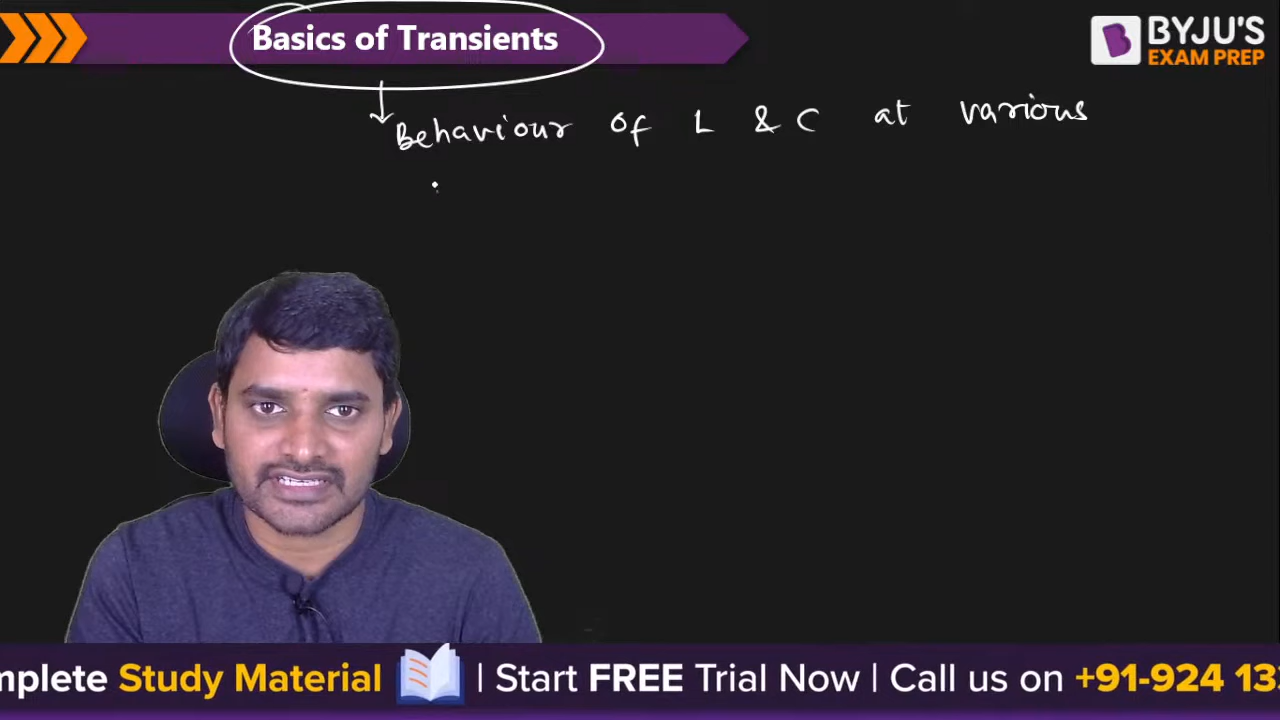 Basics of Transients
BYJU'S
EXAM PREP
Behaviour of L & C at various
mplete Study Material | Start FREE Trial Now | Call us on +91-924 13